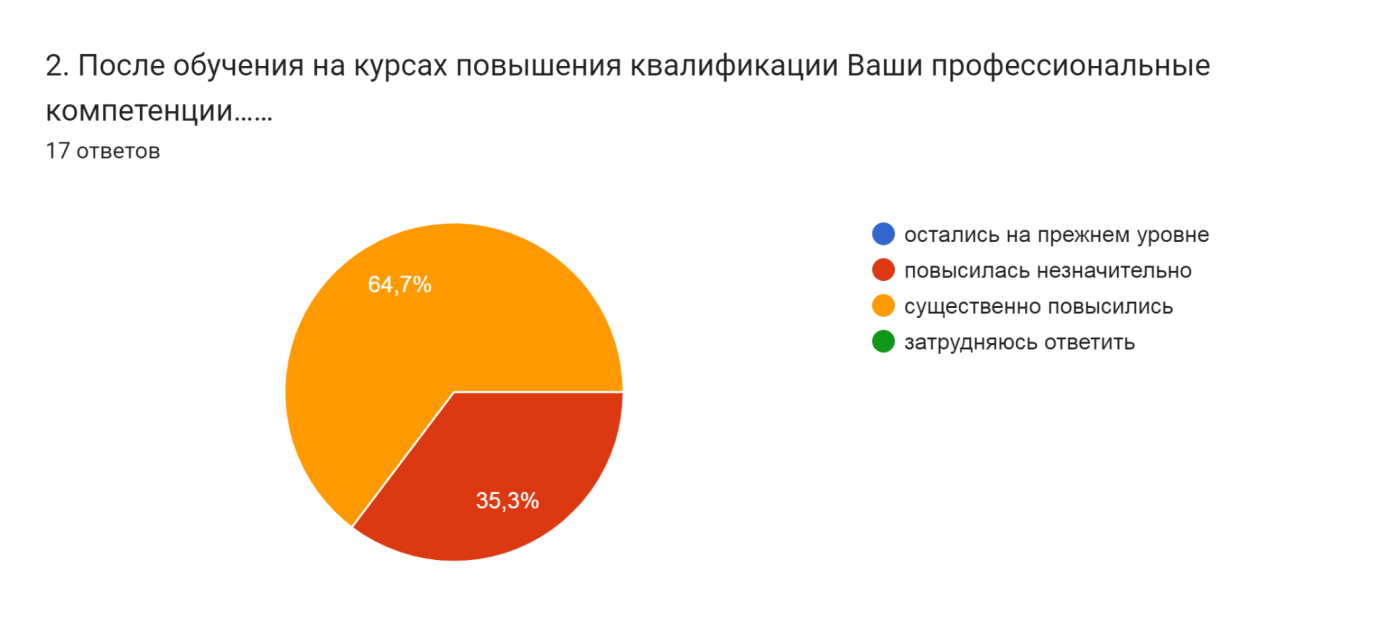 2. После обучения на курсах повышения квалификации Ваши профессиональные
компетенции......
17 ответов
64,7%
35,3%
остались на прежнем уровне
повысилась незначительно
существенно повысились
затрудняюсь ответить